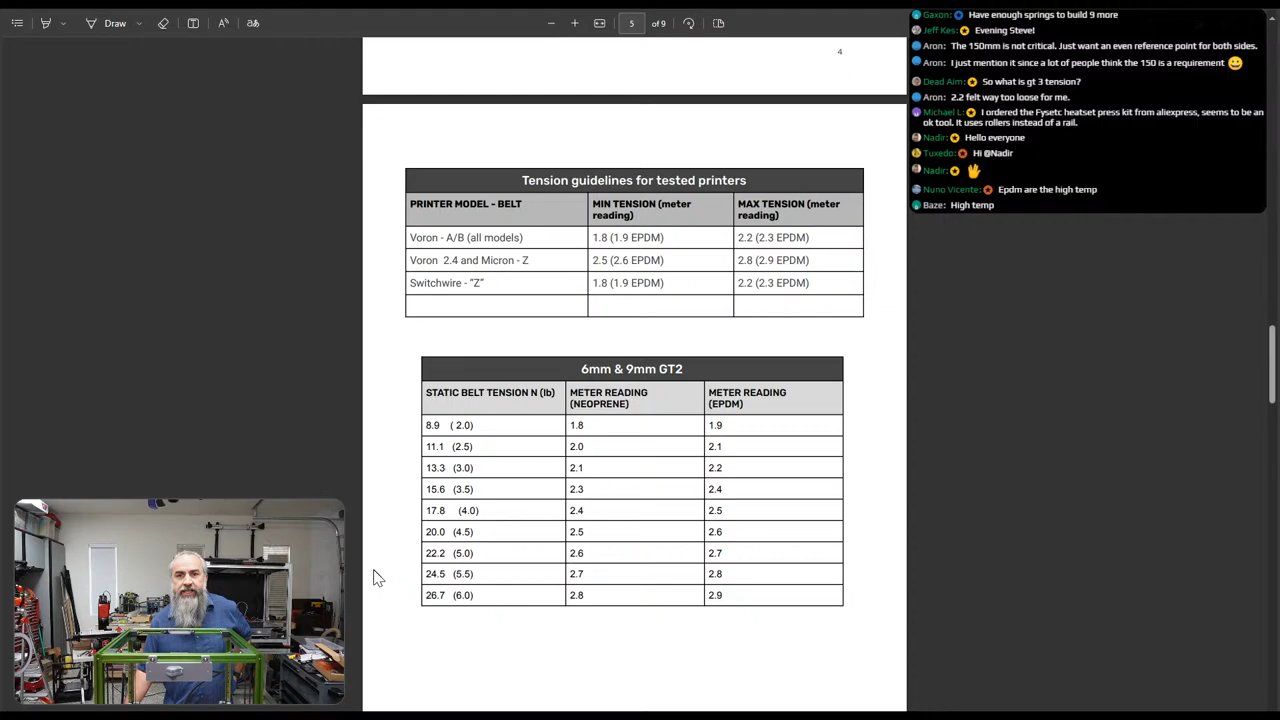 Draw
5
of 9
4
Tension guidelines for tested printers
PRINTER MODEL - BELT
MIN TENSION (meter reading)
MAX TENSION (meter reading)
Voron - A/B (all models)
1.8 (1.9 EPDM)
2.2 (2.3 EPDM)
Voron 2.4 and Micron - Z
2.5 (2.6 EPDM)
2.8 (2.9 EPDM)
Switchwire - “Z”
1.8 (1.9 EPDM)
2.2 (2.3 EPDM)
6mm & 9mm GT2
STATIC BELT TENSION N (lb)
METER READING (NEOPRENE)
METER READING (EPDM)
8.9 ( 2.0)
1.8
1.9
11.1 (2.5)
2.0
2.1
13.3 (3.0)
2.1
2.2
15.6 (3.5)
2.3
2.4
17.8 (4.0)
2.4
2.5
20.0 (4.5)
2.5
2.6
22.2 (5.0)
2.6
2.7
24.5 (5.5)
2.7
2.8
26.7 (6.0)
2.8
2.9
Gaxon: Have enough springs to build 9 more
Jeff Kes: Evening Steve!
Aron: The 150mm is not critical. Just want an even reference point for both sides.
Aron: I just mention it since a lot of people think the 150 is a requirement 😀
Dead Aim: So what is gt 3 tension?
Aron: 2.2 felt way too loose for me.
Michael L: I ordered the Fysetc heatset press kit from aliexpress, seems to be an
ok tool. It uses rollers instead of a rail.
Nadir: Hello everyone
Tuxedo: Hi @Nadir
Nadir: 🖖
Nuno Vicente: Epdm are the high temp
Baze: High temp